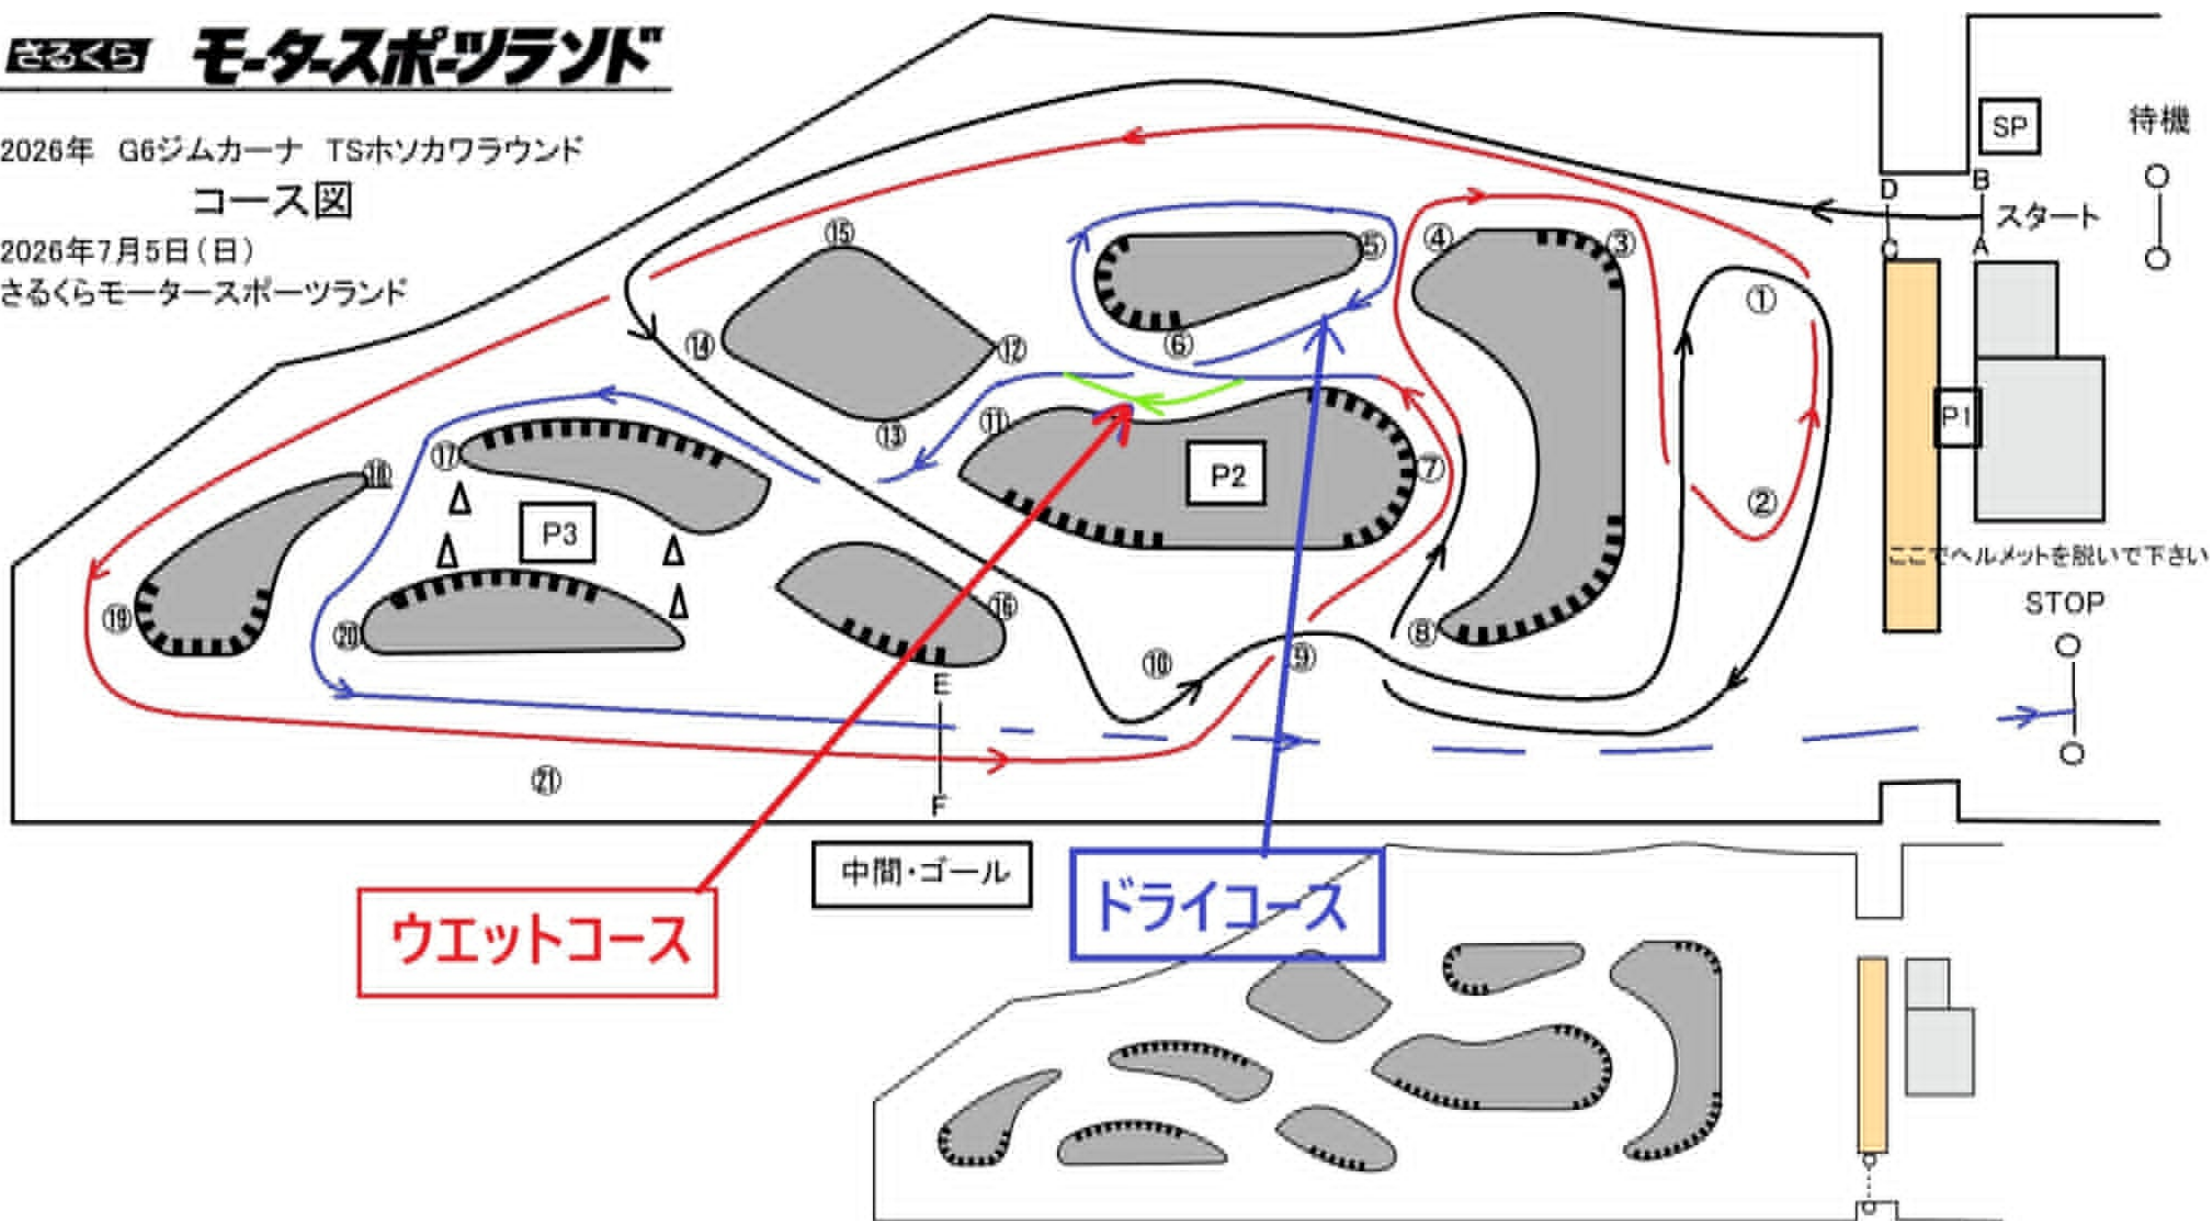 さるくら モータースポーツランド
2026年 G6ジムカーナ TSホソカワラウンド
コース図
2026年7月5日(日)
さるくらモータースポーツランド
SP
待機
D
B
スタート
C
A
⑮
⑤
④
③
①
⑭
⑥
⑫
⑪
⑬
⑰
⑱
P2
⑦
P1
②
P3
ここでヘルメットを脱いで下さい
STOP
⑲
⑳
⑯
⑧
⑩
⑨
E
㉑
F
中間・ゴール
ウエットコース
ドライコース